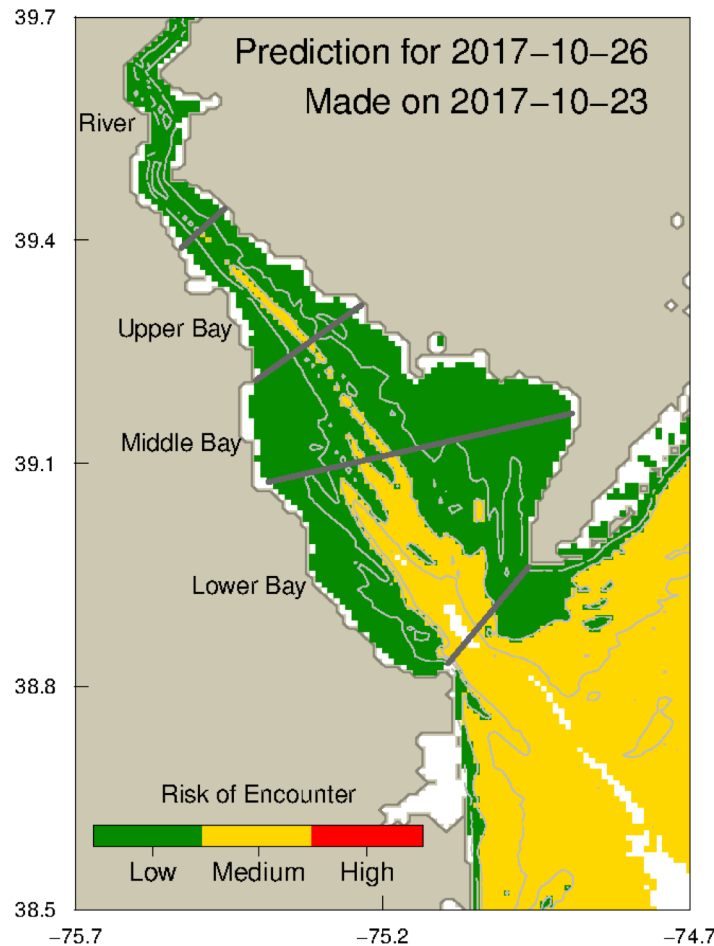 39.7
Prediction for 2017−10−26
Made on 2017−10−23
River
39.4
Upper Bay
Middle Bay
39.1
Lower Bay
38.8
Risk of Encounter
Low Medium High
38.5
−75.7 −75.2 −74.7